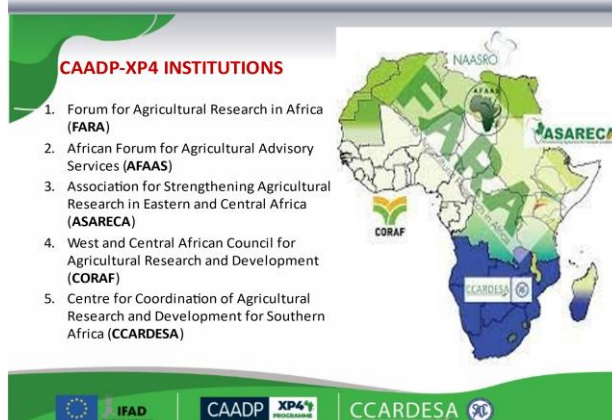 CAADP-XP4 INSTITUTIONS
1. Forum for Agricultural Research in Africa
(FARA)
2. African Forum for Agricultural Advisory
Services (AFAAS)
3. Association for Strengthening Agricultural
Research in Eastern and Central Africa
(ASARECA)
4. West and Central African Council for
Agricultural Research and Development
(CORAF)
5. Centre for Coordination of Agricultural
Research and Development for Southern
Africa (CCARDESA)
NAASRO
AFAAS
FARA
ASARECA
CORAF
CCARDESA
IFAD
CAADP XP4
PROGRAMME
CCARDESA